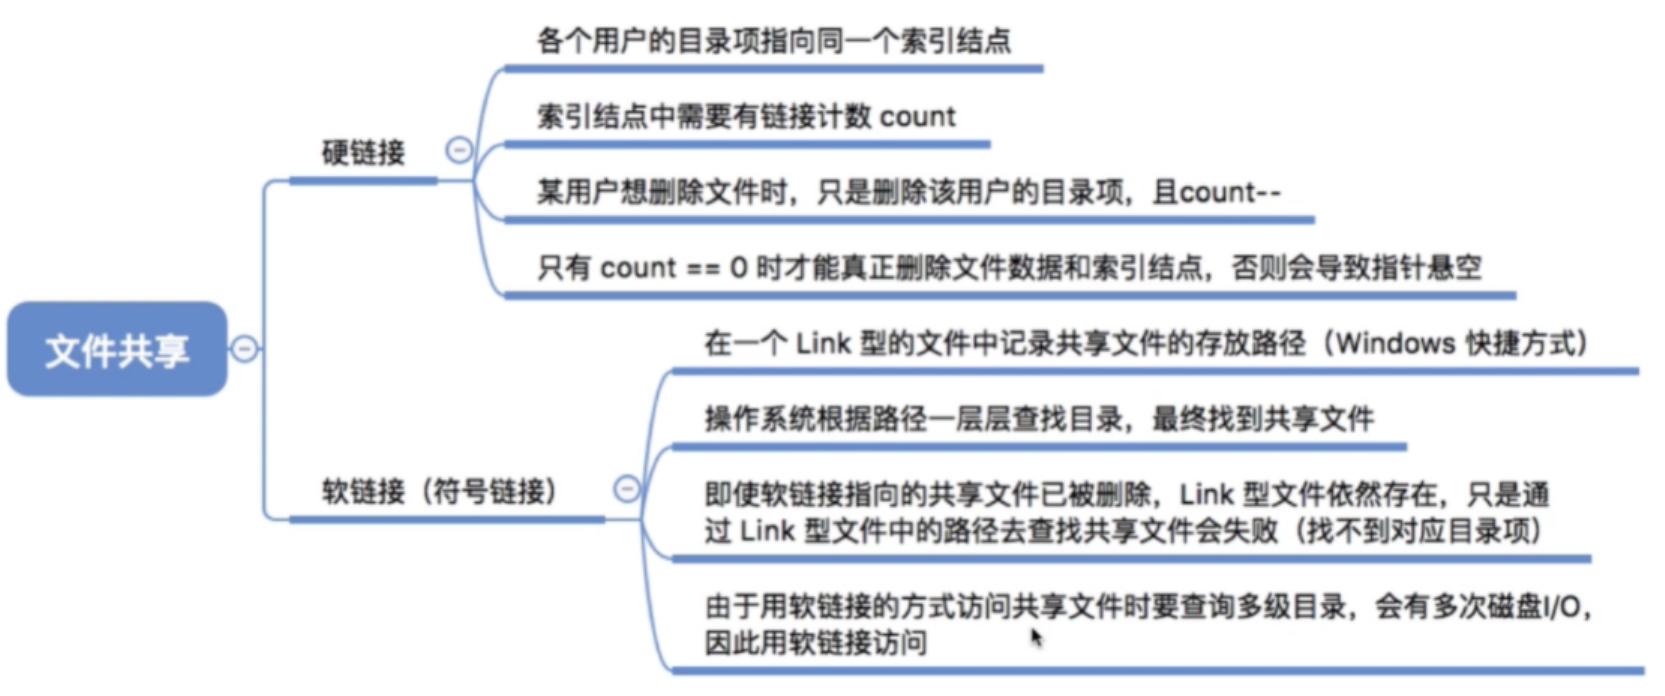 文件共享
硬链接
各个用户的目录项指向同一个索引结点
索引结点中需要有链接计数 count
某用户想删除文件时，只是删除该用户的目录项，且count--
只有 count == 0 时才能真正删除文件数据和索引结点，否则会导致指针悬空
软链接（符号链接）
在一个 Link 型的文件中记录共享文件的存放路径（Windows 快捷方式）
操作系统根据路径一层层查找目录，最终找到共享文件
即使软链接指向的共享文件已被删除，Link 型文件依然存在，只是通
过 Link 型文件中的路径去查找共享文件会失败（找不到对应目录项）
由于用软链接的方式访问共享文件时要查询多级目录，会有多次磁盘I/O，
因此用软链接访问